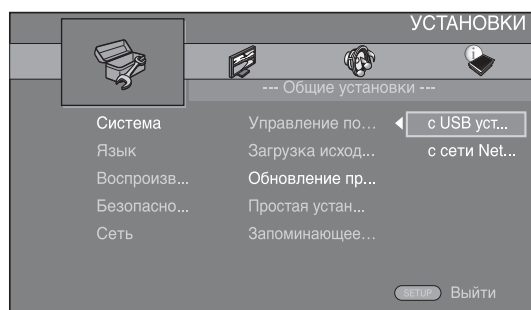 УСТАНОВКИ
--- Общие установки ---
Система
Управление по...
с USB уст...
Язык
Загрузка исход...
с сети Net...
Воспроизв...
Обновление пр...
Безопасно...
Простая устан...
Сеть
Запоминающее...
SETUP Выйти